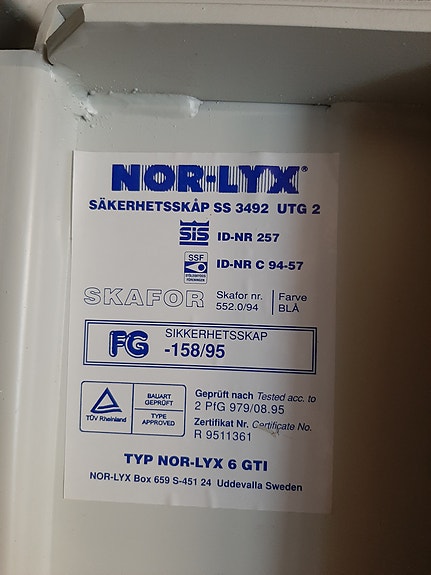 NOR-LYX®
SÄKERHETSSKÅP SS 3492 UTG 2
SIS ID-NR 257
SSF
STÖLDSKYDDS
FÖRENINGEN
ID-NR C 94-57
SKAFOR
Skafor nr.
552.0/94
Farve
BLÅ
FG
SIKKERHETSSKAP
-158/95
TÜV Rheinland
BAUART
GEPRÜFT
TYPE
APPROVED
Geprüft nach Tested acc. to
2 PfG 979/08.95
Zertifikat Nr. Certificate No.
R 9511361
TYP NOR-LYX 6 GTI
NOR-LYX Box 659 S-451 24 Uddevalla Sweden